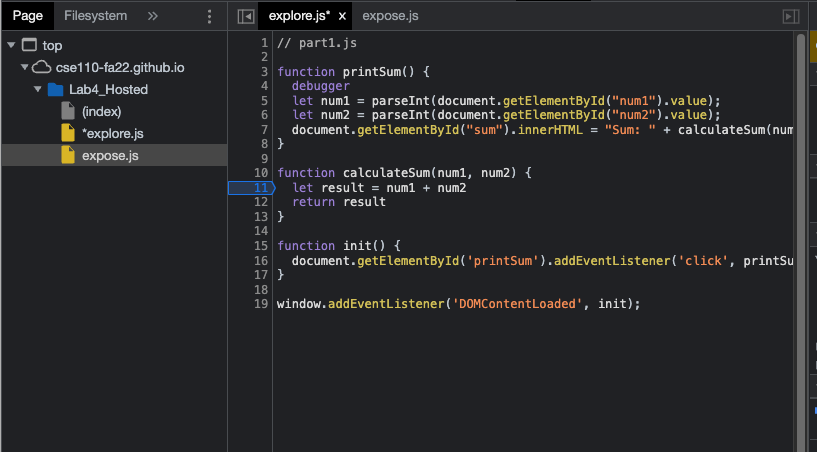 Page Filesystem »
top
cse110-fa22.github.io
Lab4_Hosted
(index)
*explore.js
expose.js
explore.js* x expose.js
1 // part1.js
2
3 function printSum() {
4 debugger
5 let num1 = parseInt(document.getElementById("num1").value);
6 let num2 = parseInt(document.getElementById("num2").value);
7 document.getElementById("sum").innerHTML = "Sum: " + calculateSum(num
8 }
9
10 function calculateSum(num1, num2) {
11 let result = num1 + num2
12 return result
13 }
14
15 function init() {
16 document.getElementById('printSum').addEventListener('click', printSu
17 }
18
19 window.addEventListener('DOMContentLoaded', init);